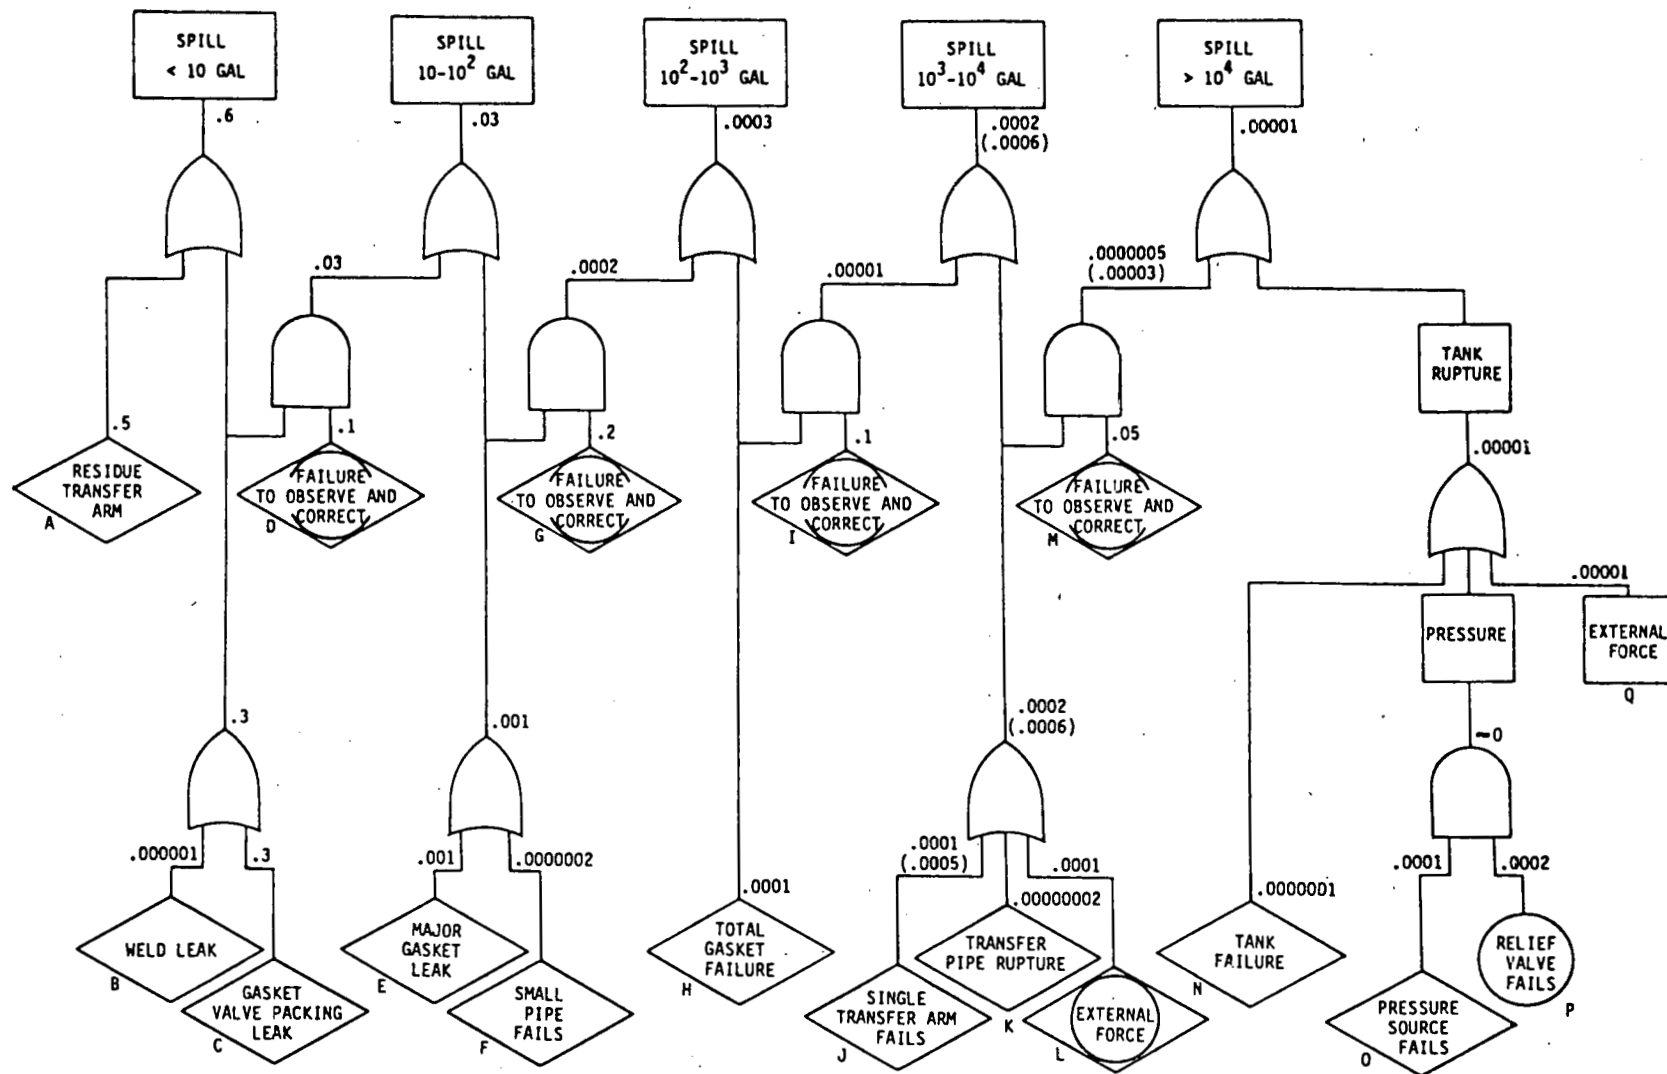 SPILL
< 10 GAL
SPILL
10-10² GAL
SPILL
10²-10³ GAL
SPILL
10³-10⁴ GAL
SPILL
> 10⁴ GAL
.6
.03
.0003
.0002
(.0006)
.00001
.03
.0002
.00001
.0000005
(.00003)
TANK
RUPTURE
.5
.1
.2
.1
.05
.00001
RESIDUE
TRANSFER
ARM
A
FAILURE
TO OBSERVE AND
CORRECT
D
FAILURE
TO OBSERVE AND
CORRECT
G
FAILURE
TO OBSERVE AND
CORRECT
I
FAILURE
TO OBSERVE AND
CORRECT
M
.00001
PRESSURE
EXTERNAL
FORCE
Q
.3
.001
.0002
(.0006)
~0
.000001
.3
.001
.0000002
.0001
.0001
(.0005)
.00000002
.0001
.0000001
.0001
.0002
WELD LEAK
B
GASKET
VALVE PACKING
LEAK
C
MAJOR
GASKET
LEAK
E
SMALL
PIPE
FAILS
F
TOTAL
GASKET
FAILURE
H
SINGLE
TRANSFER ARM
FAILS
J
TRANSFER
PIPE RUPTURE
K
EXTERNAL
FORCE
L
TANK
FAILURE
N
PRESSURE
SOURCE
FAILS
O
RELIEF
VALVE
FAILS
P